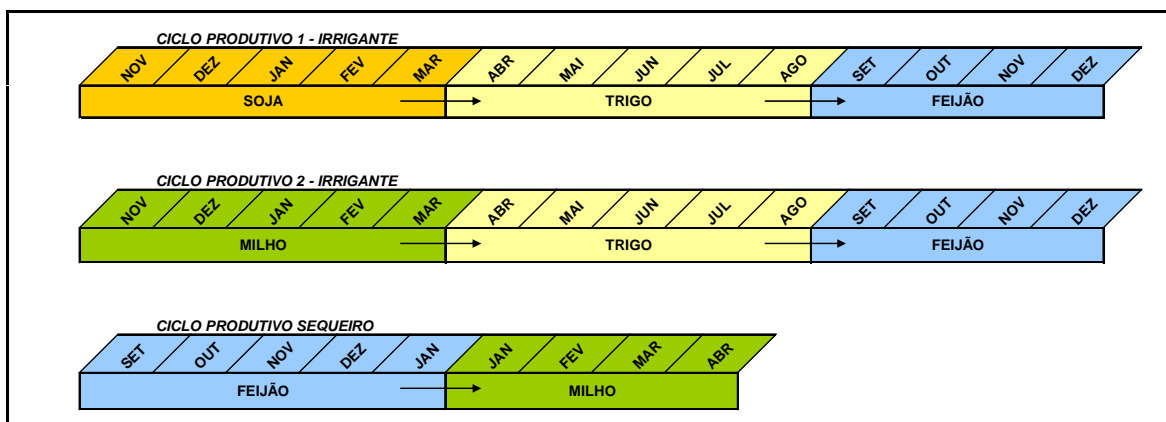 CICLO PRODUTIVO 1 - IRRIGANTE
NOV DEZ JAN FEV MAR ABR MAI JUN JUL AGO SET OUT NOV DEZ
SOJA TRIGO FEIJÃO
CICLO PRODUTIVO 2 - IRRIGANTE
NOV DEZ JAN FEV MAR ABR MAI JUN JUL AGO SET OUT NOV DEZ
MILHO TRIGO FEIJÃO
CICLO PRODUTIVO SEQUEIRO
SET OUT NOV DEZ JAN JAN FEV MAR ABR
FEIJÃO MILHO